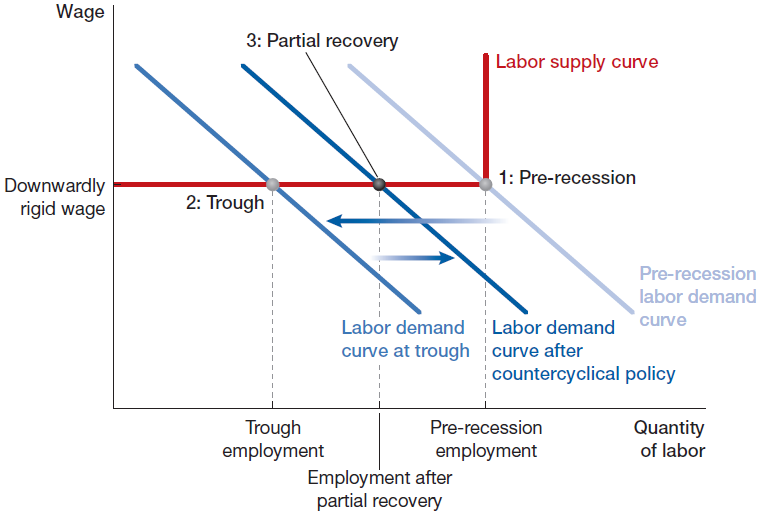 Wage
3: Partial recovery
Labor supply curve
Downwardly
rigid wage
1: Pre-recession
2: Trough
Pre-recession
labor demand
curve
Labor demand
curve at trough
Labor demand
curve after
countercyclical policy
Trough
employment
Pre-recession
employment
Quantity
of labor
Employment after
partial recovery